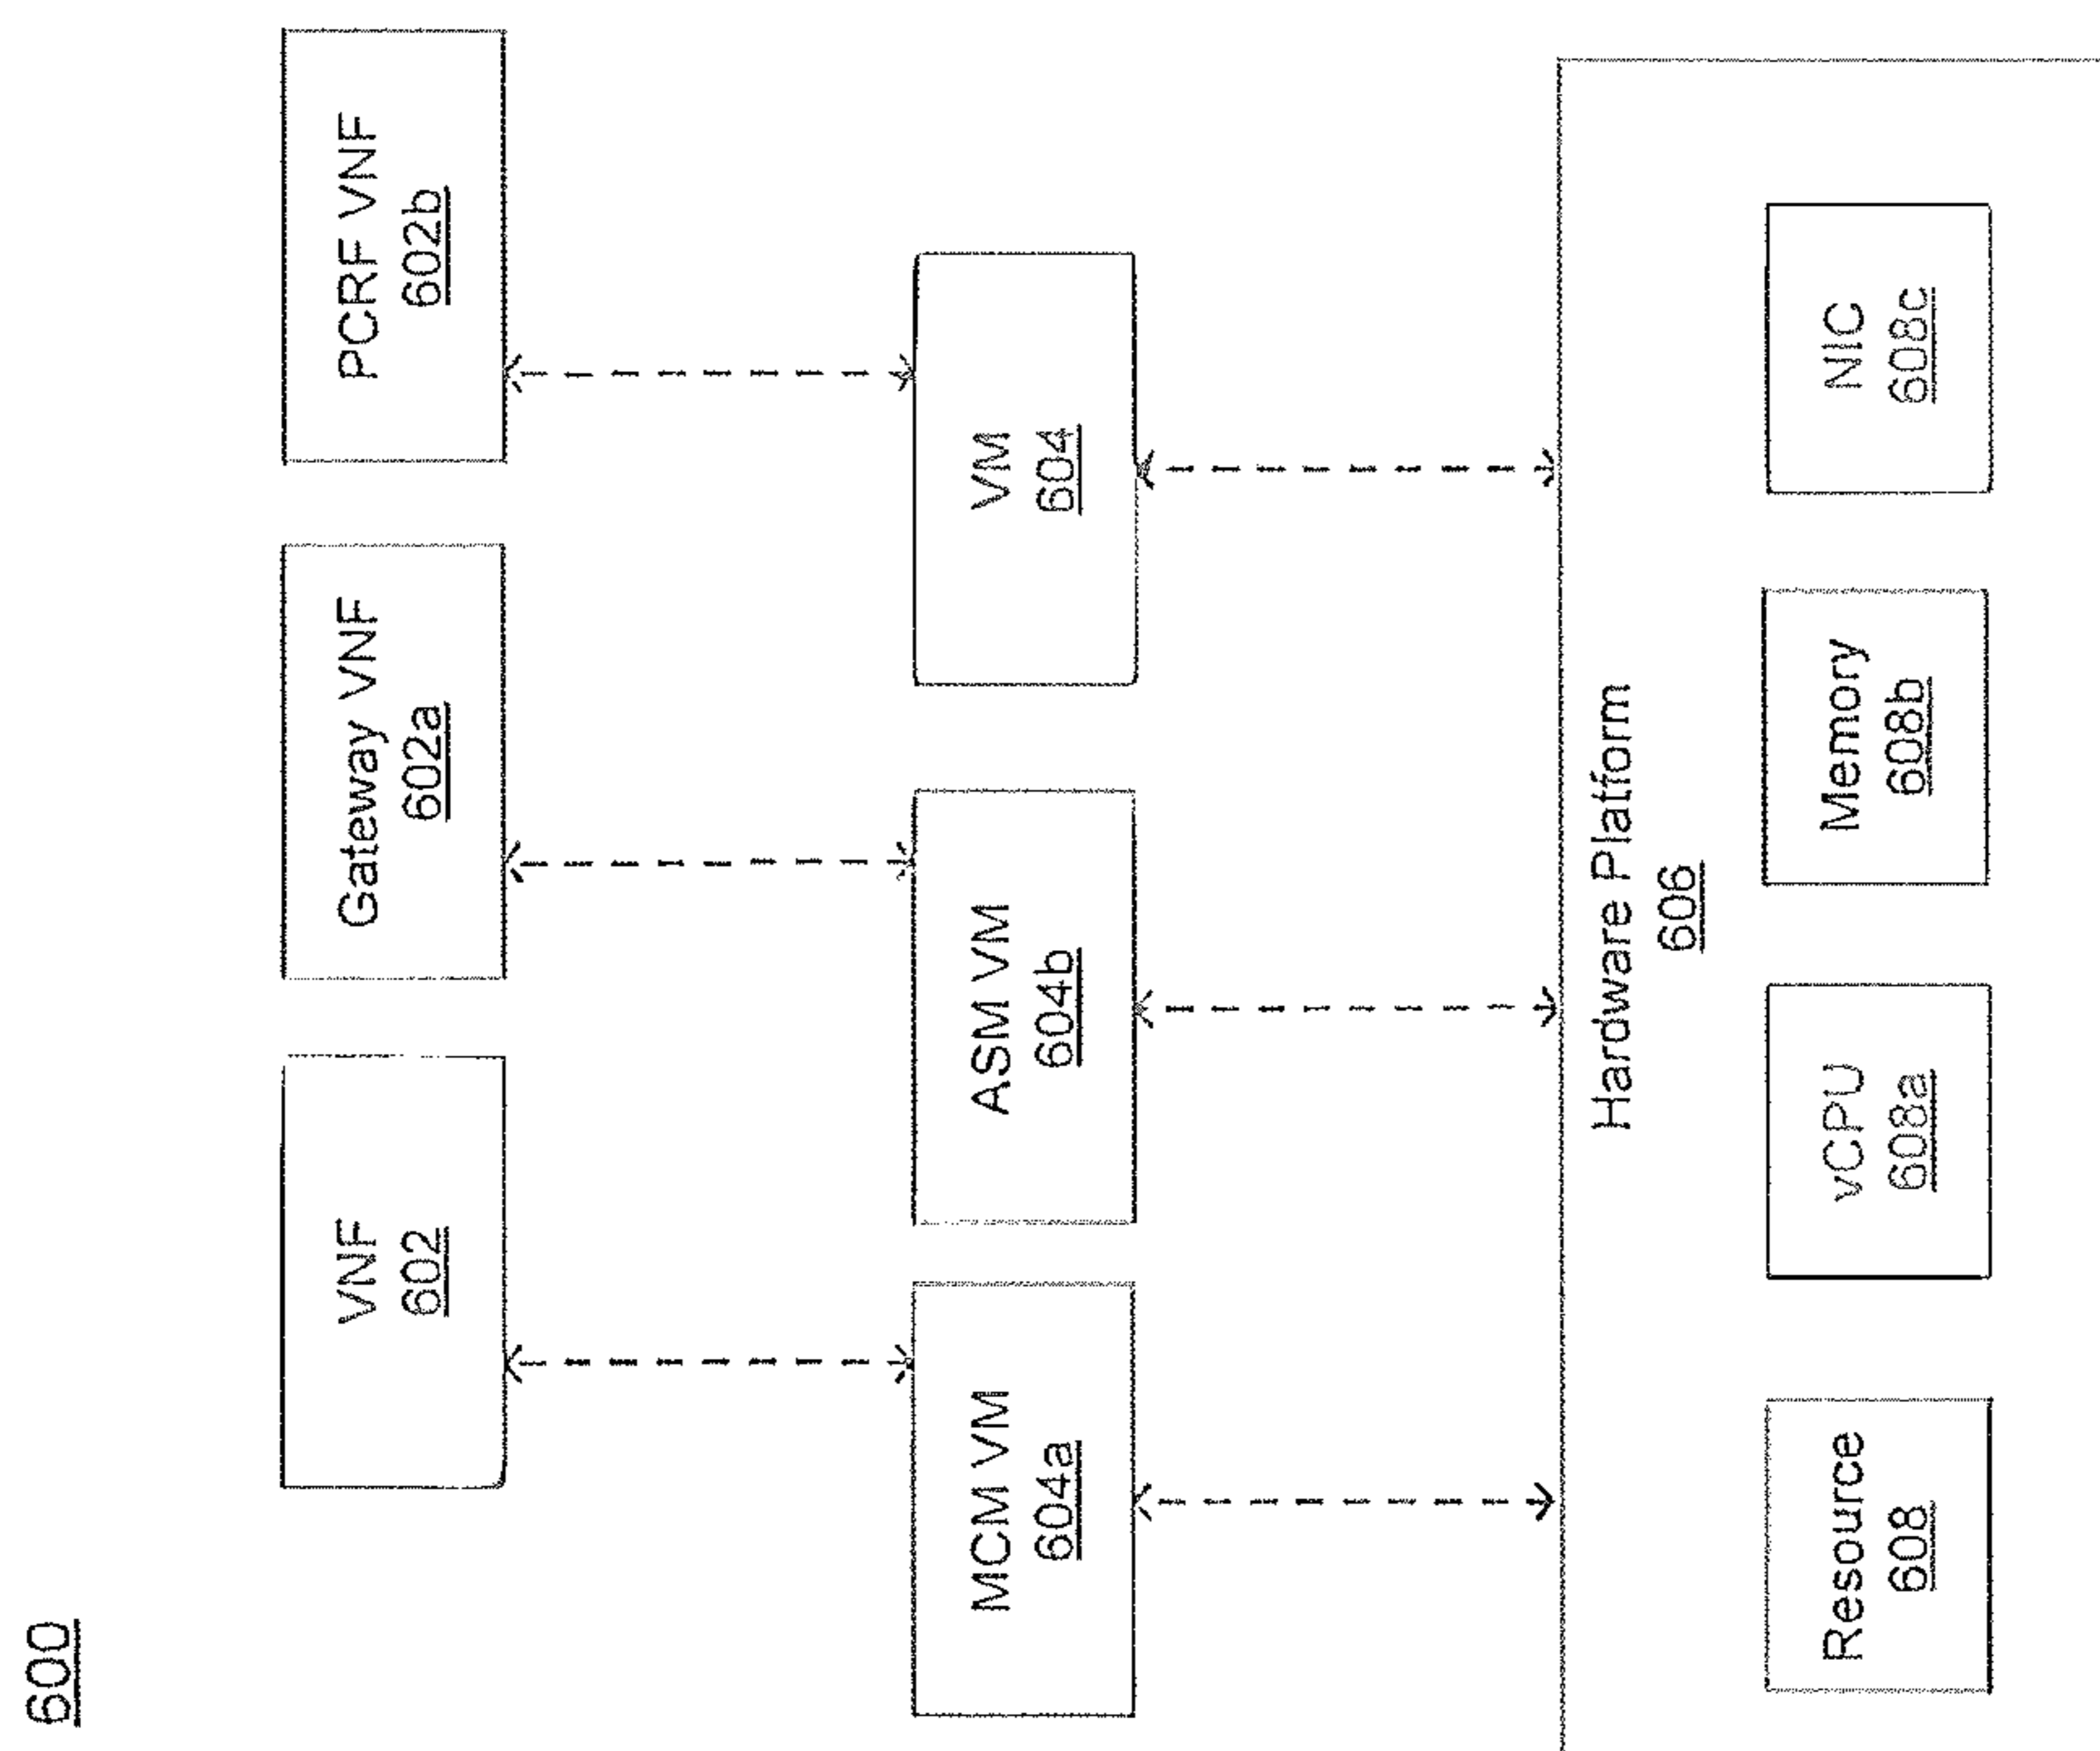 600
VNF
602
Gateway VNF
602a
PCRF VNF
602b
MCM VM
604a
ASM VM
604b
VM
604
Hardware Platform
606
Resource
608
vCPU
608a
Memory
608b
NIC
608c